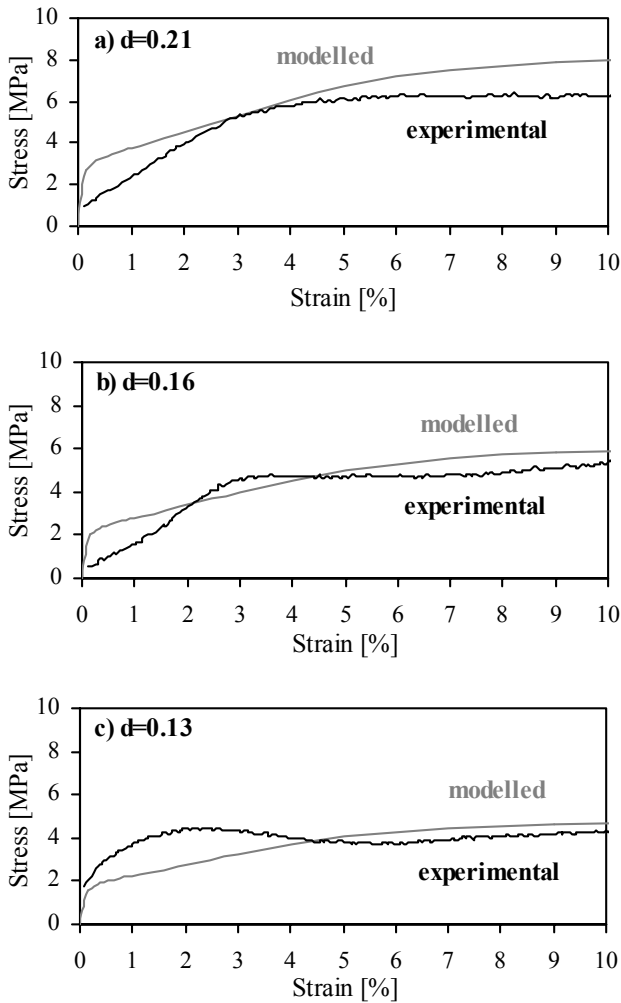 a) d=0.21
modelled
experimental
Stress [MPa]
10
8
6
4
2
0
0 1 2 3 4 5 6 7 8 9 10
Strain [%]
b) d=0.16
modelled
experimental
Stress [MPa]
10
8
6
4
2
0
0 1 2 3 4 5 6 7 8 9 10
Strain [%]
c) d=0.13
modelled
experimental
Stress [MPa]
10
8
6
4
2
0
0 1 2 3 4 5 6 7 8 9 10
Strain [%]